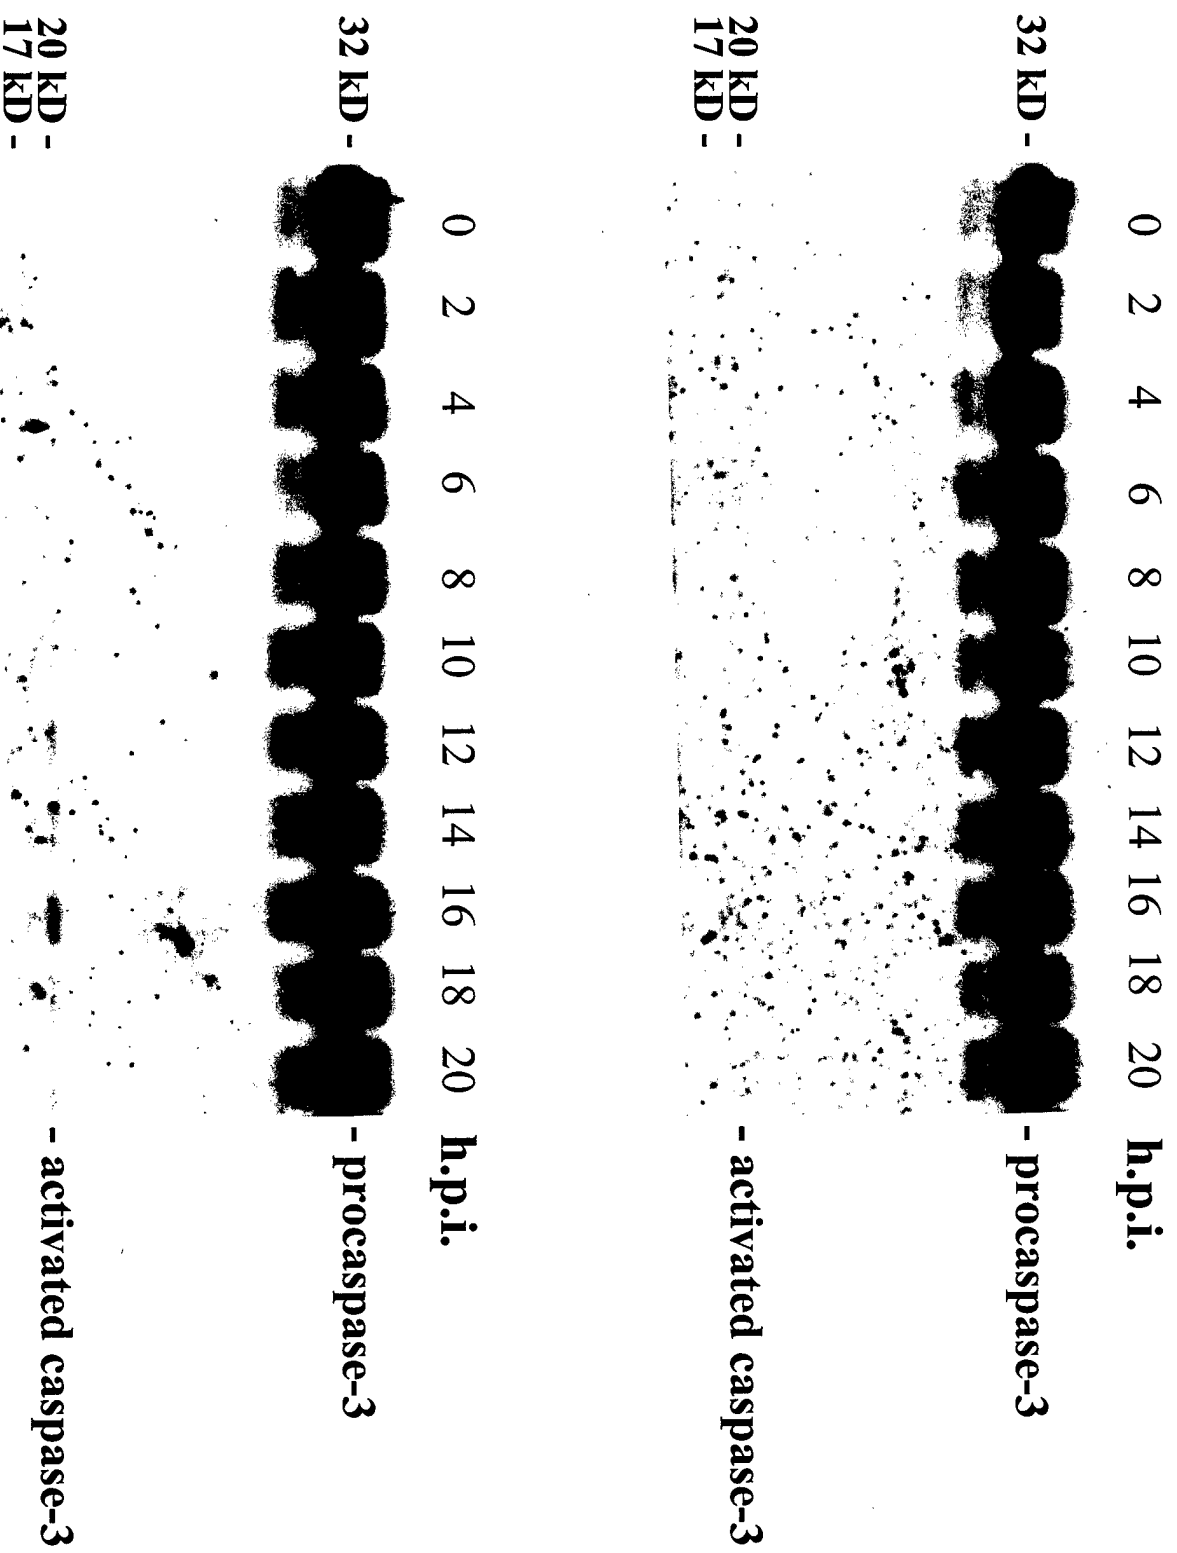 0 2 4 6 8 10 12 14 16 18 20 h.p.i.
32 kD - - procaspase-3
20 kD - - activated caspase-3
17 kD -
0 2 4 6 8 10 12 14 16 18 20 h.p.i.
32 kD - - procaspase-3
20 kD - - activated caspase-3
17 kD -